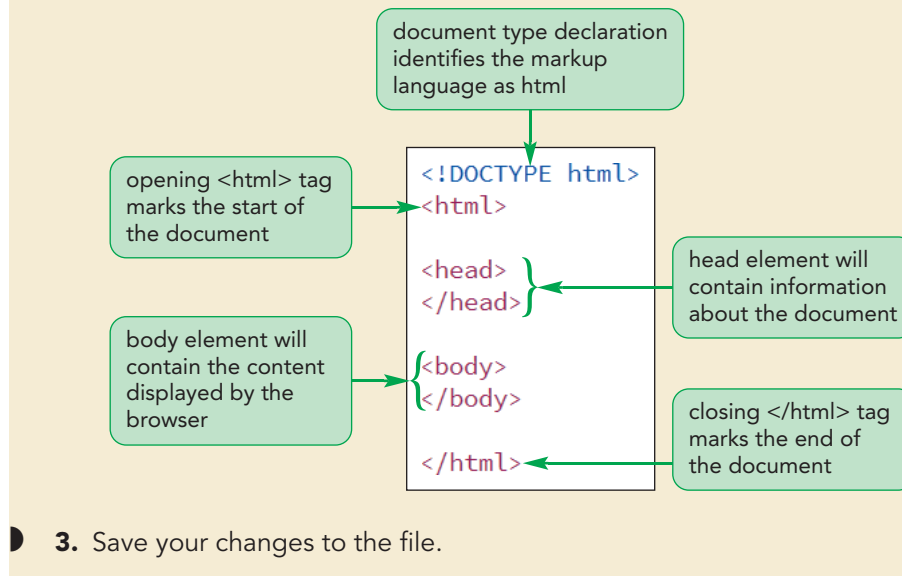 document type declaration
identifies the markup
language as html
opening <html> tag
marks the start of
the document
<!DOCTYPE html>
<html>
<head>
</head>
head element will
contain information
about the document
body element will
contain the content
displayed by the
browser
<body>
</body>
closing </html> tag
marks the end of
the document
</html>
3. Save your changes to the file.